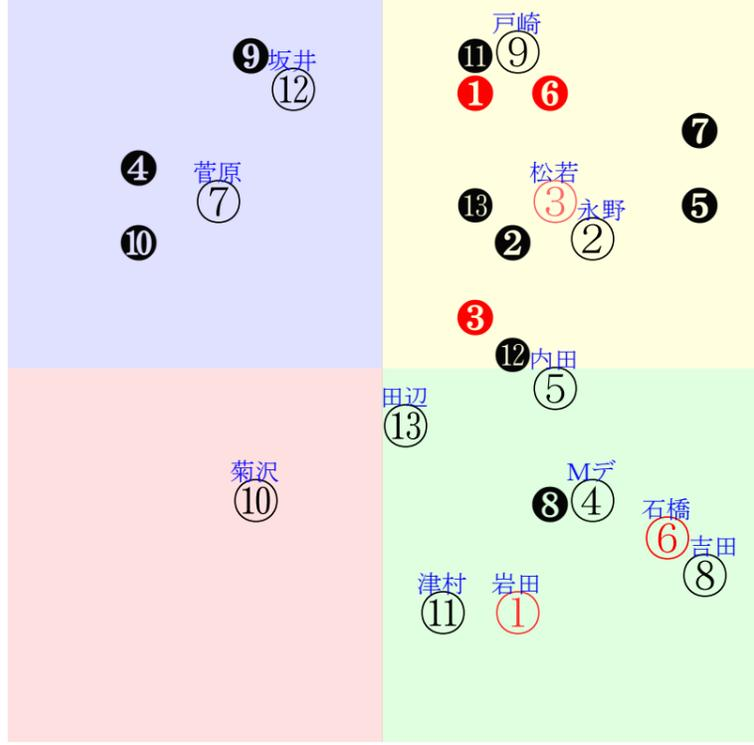 戸崎
❾坂井 ⓫⑨
⑫ ❶ ❻
❼
❹ 菅原 松若
⑦ ⓭ ③永野 ❺
❿ ❷ ②
❸
⓬内田
田辺 ⑤
⑬
菊沢 Mデ
⑩ ❽④ 石橋
⑥吉田
津村 岩田 ⑧
⑪ ①